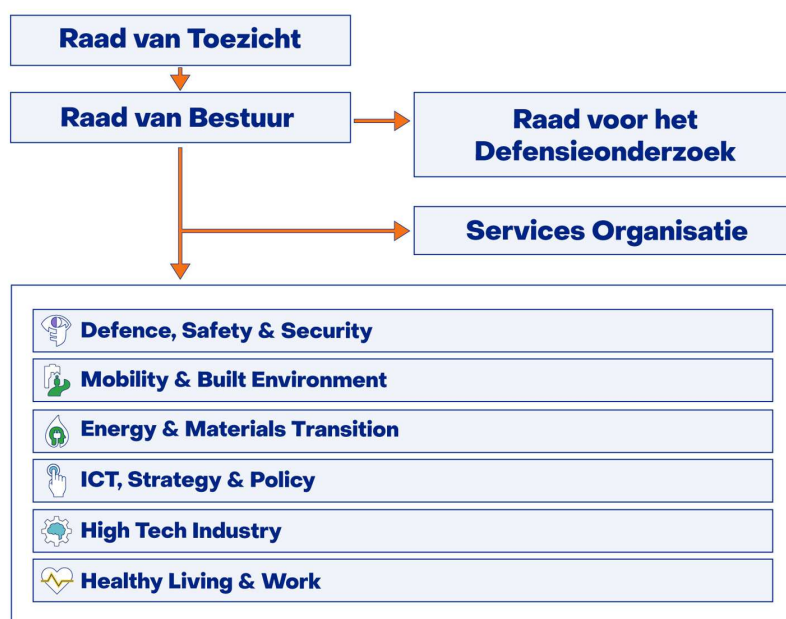 Raad van Toezicht
Raad van Bestuur
Raad voor het
Defensieonderzoek
Services Organisatie
Defence, Safety & Security
Mobility & Built Environment
Energy & Materials Transition
ICT, Strategy & Policy
High Tech Industry
Healthy Living & Work